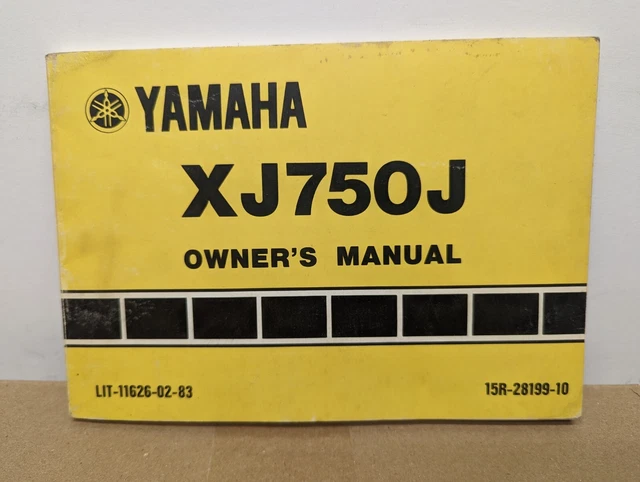 YAMAHA
XJ750J
OWNER'S MANUAL
LIT-11626-02-83
15R-28199-10